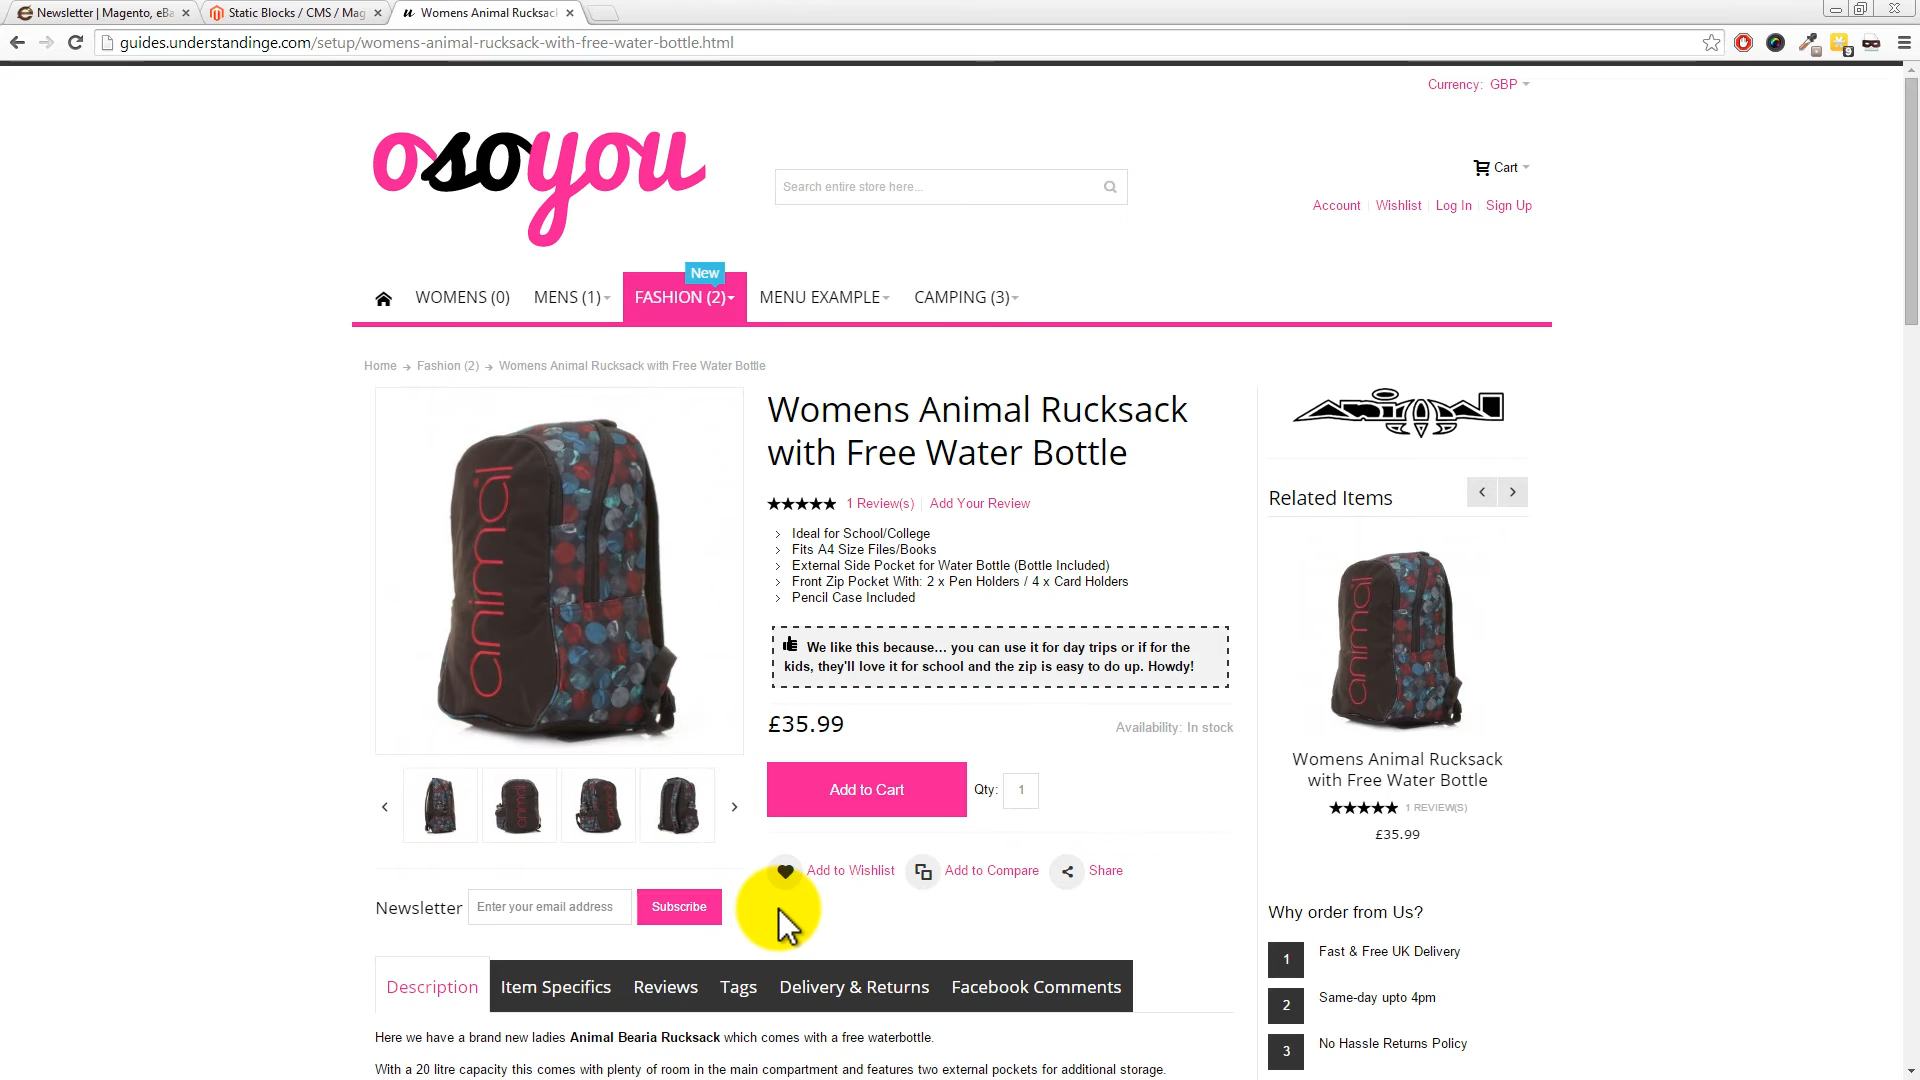 Newsletter | Magento, eBa
Static Blocks / CMS / Mag
Womens Animal Rucksac
guides.understandinge.com/setup/womens-animal-rucksack-with-free-water-bottle.html
9
Currency: GBP
osoyou
Search entire store here...
Cart
Account
Wishlist
Log In
Sign Up
New
WOMENS (0)
MENS (1)
FASHION (2)
MENU EXAMPLE
CAMPING (3)
Home
Fashion (2)
Womens Animal Rucksack with Free Water Bottle
animal
Womens Animal Rucksack
with Free Water Bottle
1 Review(s)
Add Your Review
Ideal for School/College
Fits A4 Size Files/Books
External Side Pocket for Water Bottle (Bottle Included)
Front Zip Pocket With: 2 x Pen Holders / 4 x Card Holders
Pencil Case Included
We like this because… you can use it for day trips or if for the
kids, they'll love it for school and the zip is easy to do up. Howdy!
£35.99
Availability: In stock
Add to Cart
Qty:
1
Add to Wishlist
Add to Compare
Share
Newsletter
Enter your email address
Subscribe
Description
Item Specifics
Reviews
Tags
Delivery & Returns
Facebook Comments
Here we have a brand new ladies Animal Bearia Rucksack which comes with a free waterbottle.
With a 20 litre capacity this comes with plenty of room in the main compartment and features two external pockets for additional storage.
ANIMAL
Related Items
animal
Womens Animal Rucksack
with Free Water Bottle
1 REVIEW(S)
£35.99
Why order from Us?
1
Fast & Free UK Delivery
2
Same-day upto 4pm
3
No Hassle Returns Policy